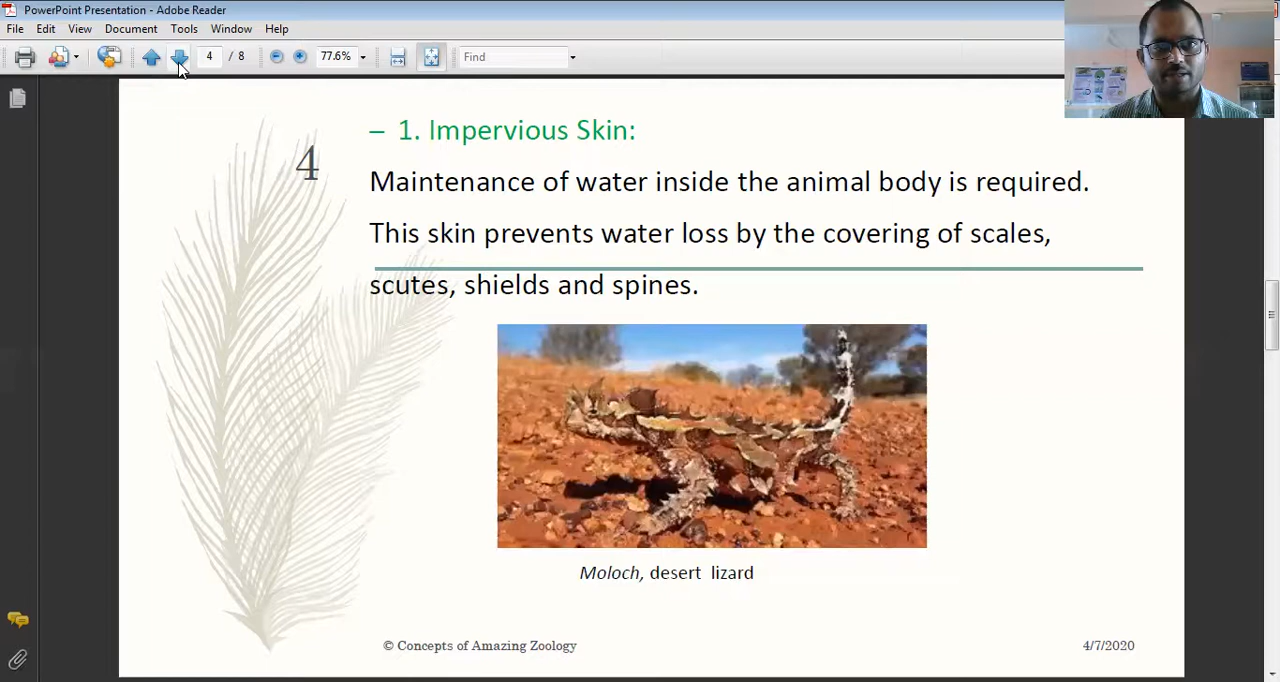 PowerPoint Presentation - Adobe Reader
File Edit View Document Tools Window Help
4 / 8 77.6% Find
– 1. Impervious Skin:
4
Maintenance of water inside the animal body is required.
This skin prevents water loss by the covering of scales,
scutes, shields and spines.
Moloch, desert lizard
© Concepts of Amazing Zoology 4/7/2020